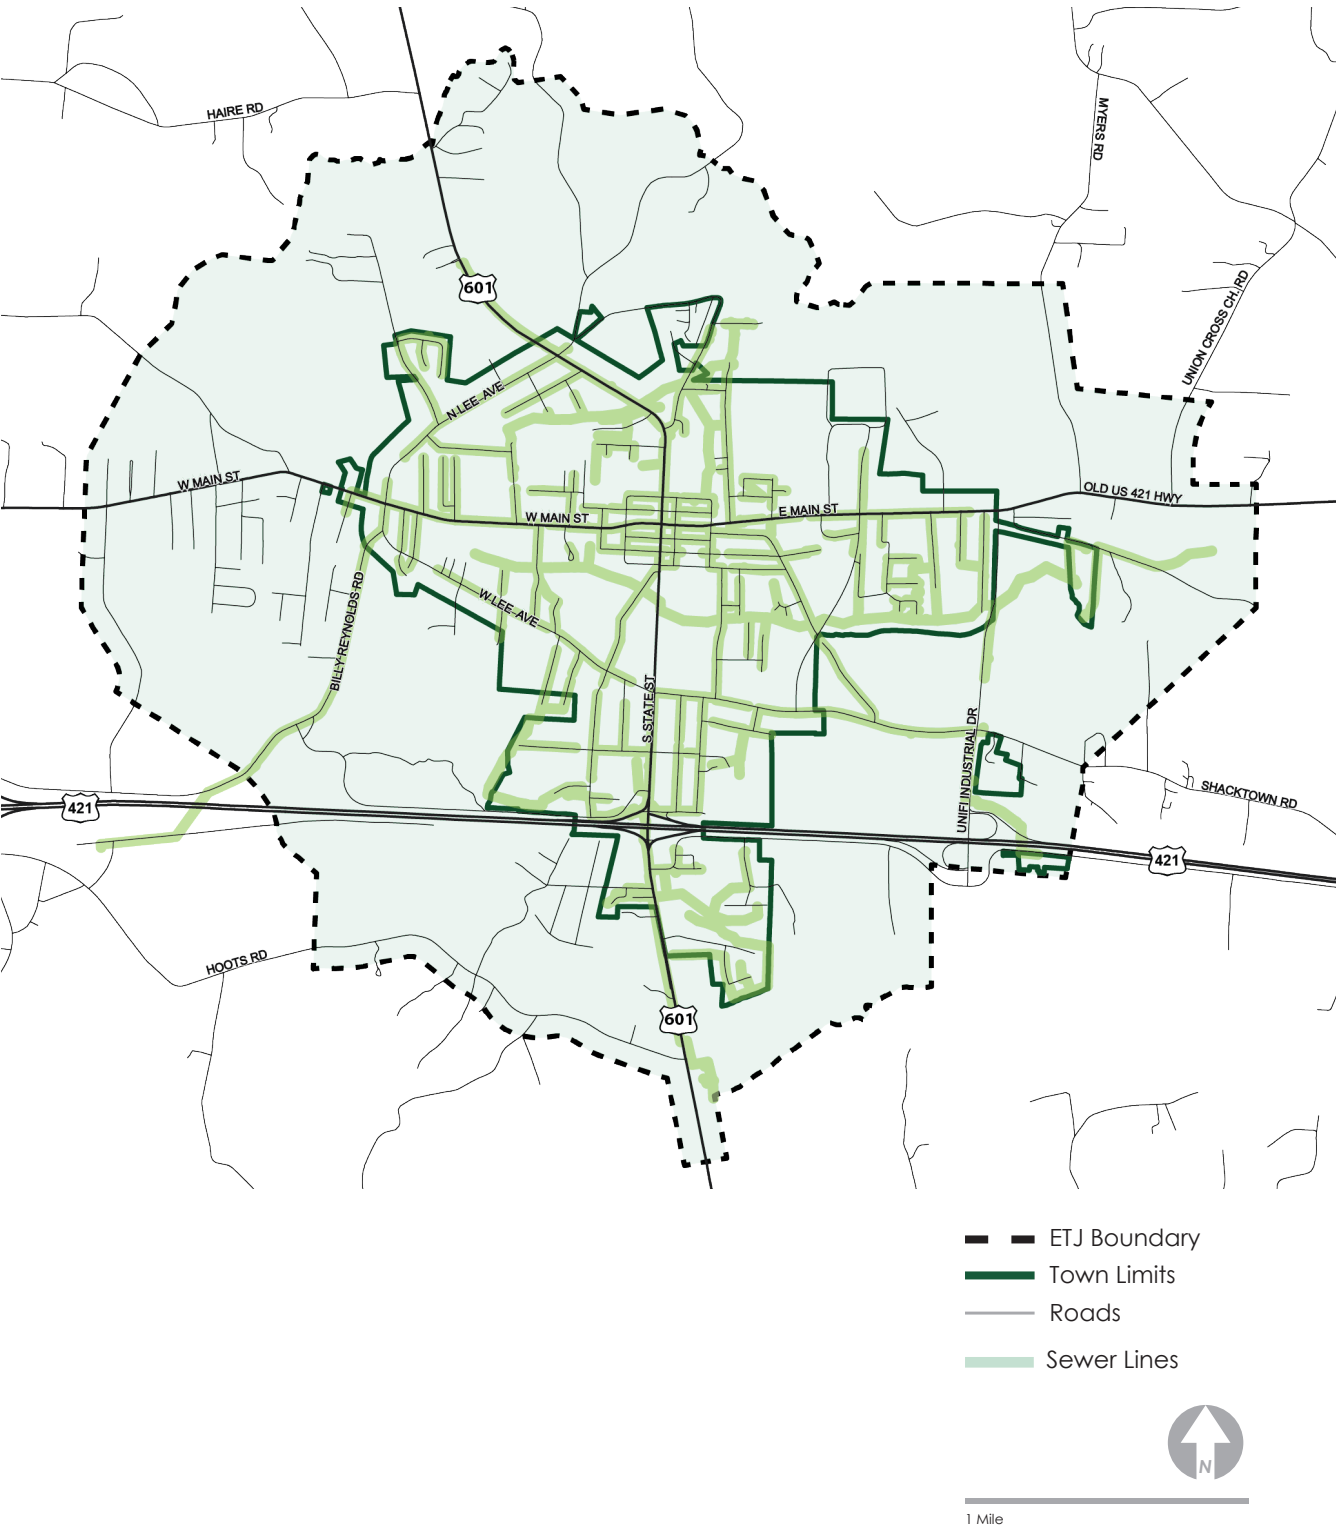 HAIRE RD
MYERS RD
UNION CROSS CH. RD
601
N LEE AVE
W MAIN ST
OLD US 421 HWY
E MAIN ST
W MAIN ST
BILLY REYNOLDS RD
W LEE AVE
S STATE ST
UNIFI INDUSTRIAL DR
SHACKTOWN RD
421
421
HOOTS RD
601
ETJ Boundary
Town Limits
Roads
Sewer Lines
N
1 Mile